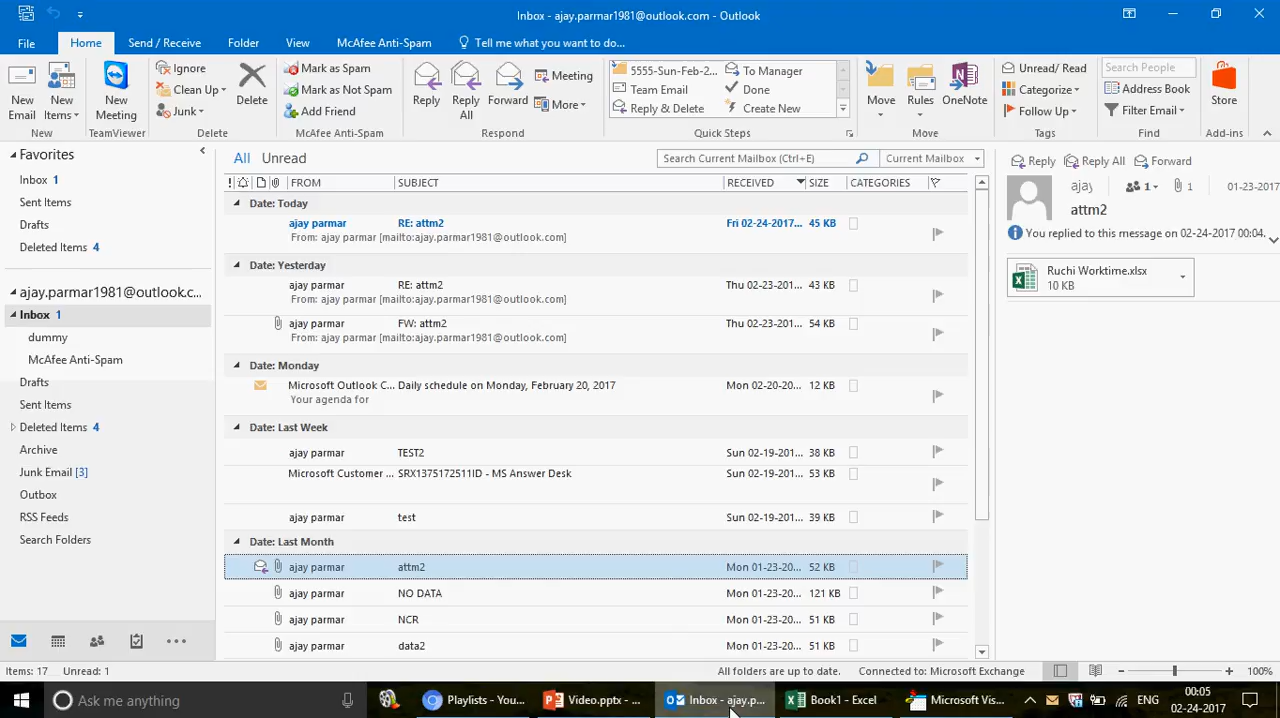 Inbox - ajay.parmar1981@outlook.com - Outlook
File Home Send / Receive Folder View McAfee Anti-Spam Tell me what you want to do...
New Email
New Items
New Meeting
Ignore
Clean Up
Junk
Delete
Mark as Spam
Mark as Not Spam
Add Friend
Reply
Reply All
Forward
Meeting
More
5555-Sun-Feb-2...
Team Email
Reply & Delete
To Manager
Done
Create New
Move
Rules
OneNote
Unread/ Read
Categorize
Follow Up
Search People
Address Book
Filter Email
Store
New TeamViewer Delete McAfee Anti-Spam Respond Quick Steps Move Tags Find Add-ins
Favorites
Inbox 1
Sent Items
Drafts
Deleted Items 4
ajay.parmar1981@outlook.c...
Inbox 1
dummy
McAfee Anti-Spam
Drafts
Sent Items
Deleted Items 4
Archive
Junk Email [3]
Outbox
RSS Feeds
Search Folders
All Unread
Search Current Mailbox (Ctrl+E) Current Mailbox
FROM SUBJECT RECEIVED SIZE CATEGORIES
Date: Today
ajay parmar RE: attm2 Fri 02-24-2017... 45 KB
From: ajay parmar [mailto:ajay.parmar1981@outlook.com]
Date: Yesterday
ajay parmar RE: attm2 Thu 02-23-201... 43 KB
From: ajay parmar [mailto:ajay.parmar1981@outlook.com]
ajay parmar FW: attm2 Thu 02-23-201... 54 KB
From: ajay parmar [mailto:ajay.parmar1981@outlook.com]
Date: Monday
Microsoft Outlook C... Daily schedule on Monday, February 20, 2017 Mon 02-20-20... 12 KB
Your agenda for
Date: Last Week
ajay parmar TEST2 Sun 02-19-201... 38 KB
Microsoft Customer ... SRX1375172511ID - MS Answer Desk Sun 02-19-201... 53 KB
ajay parmar test Sun 02-19-201... 39 KB
Date: Last Month
ajay parmar attm2 Mon 01-23-20... 52 KB
ajay parmar NO DATA Mon 01-23-20... 121 KB
ajay parmar NCR Mon 01-23-20... 51 KB
ajay parmar data2 Mon 01-23-20... 51 KB
Reply Reply All Forward
ajay 1 1 01-23-2017
attm2
You replied to this message on 02-24-2017 00:04.
Ruchi Worktime.xlsx
10 KB
Items: 17 Unread: 1 All folders are up to date. Connected to: Microsoft Exchange 100%
Ask me anything Playlists - You... Video.pptx - ... Inbox - ajay.p... Book1 - Excel Microsoft Vis... ENG 00:05
02-24-2017